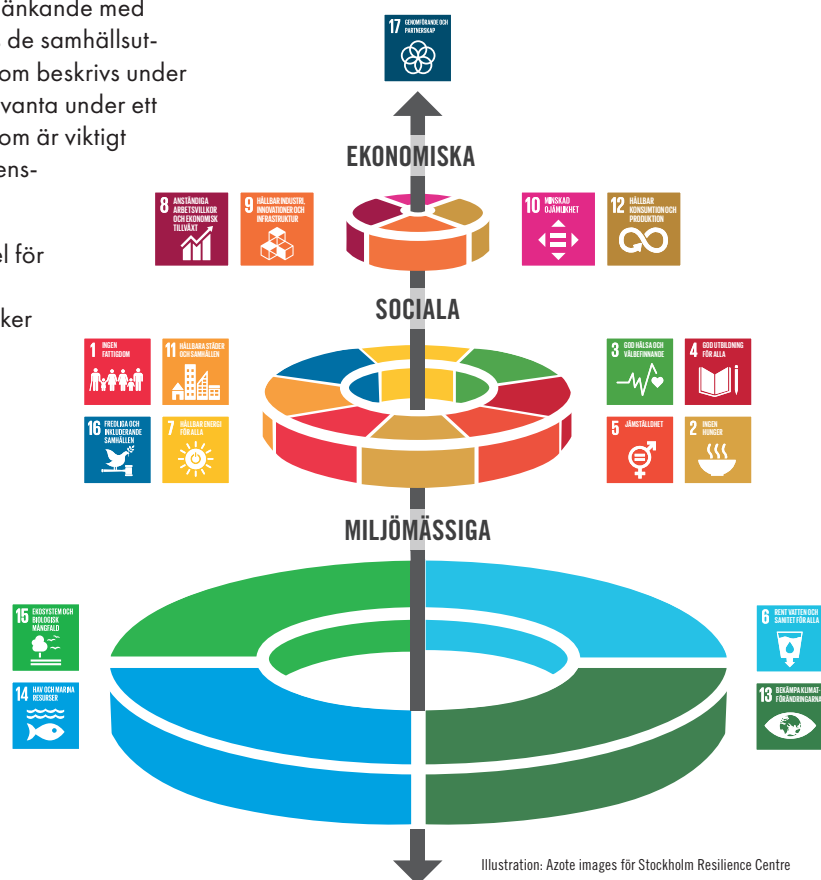 änkande med
de samhällsut-
om beskrivs under
vanta under ett
om är viktigt
ens-
el för
ker
17 GENOMFÖRANDE OCH
PARTNERSKAP
EKONOMISKA
8 ANSTÄNDIGA
ARBETSVILLKOR
OCH EKONOMISK
TILLVÄXT
9 HÅLLBAR INDUSTRI,
INNOVATIONER OCH
INFRASTRUKTUR
10 MINSKAD
OJÄMLIKHET
12 HÅLLBAR
KONSUMTION OCH
PRODUKTION
SOCIALA
1 INGEN
FATTIGDOM
11 HÅLLBARA STÄDER
OCH SAMHÄLLEN
3 GOD HÄLSA OCH
VÄLBEFINNANDE
4 GOD UTBILDNING
FÖR ALLA
16 FREDLIGA OCH
INKLUDERANDE
SAMHÄLLEN
7 HÅLLBAR ENERGI
FÖR ALLA
5 JÄMSTÄLLDHET
2 INGEN
HUNGER
MILJÖMÄSSIGA
15 EKOSYSTEM OCH
BIOLOGISK
MÅNGFALD
6 RENT VATTEN OCH
SANITET FÖR ALLA
14 HAV OCH MARINA
RESURSER
13 BEKÄMPA KLIMAT-
FÖRÄNDRINGARNA
Illustration: Azote images för Stockholm Resilience Centre